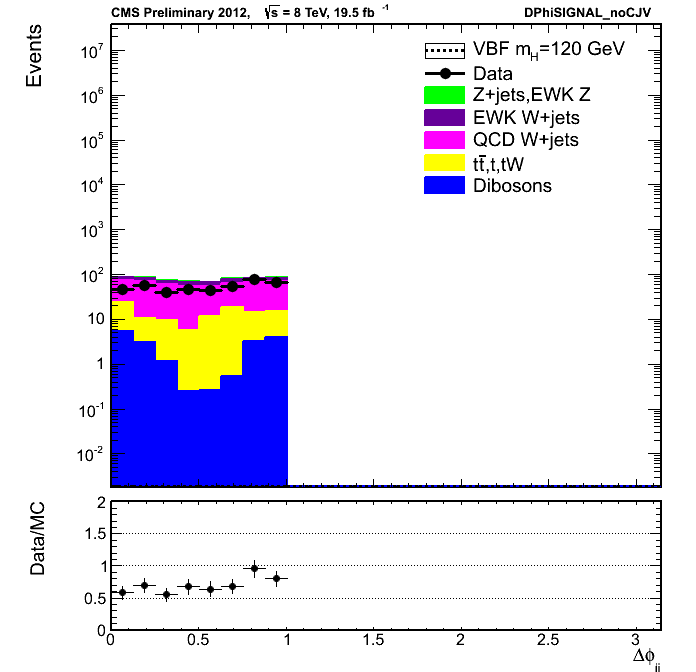 CMS Preliminary 2012, √s = 8 TeV, 19.5 fb⁻¹ DPhiSIGNAL_noCJV
Events
10⁷
10⁶
10⁵
10⁴
10³
10²
10
1
10⁻¹
10⁻²
VBF m_H=120 GeV
Data
Z+jets,EWK Z
EWK W+jets
QCD W+jets
tt̄,t,tW
Dibosons
Data/MC
2
1.5
1
0.5
0
0 0.5 1 1.5 2 2.5 3
Δϕ_jj